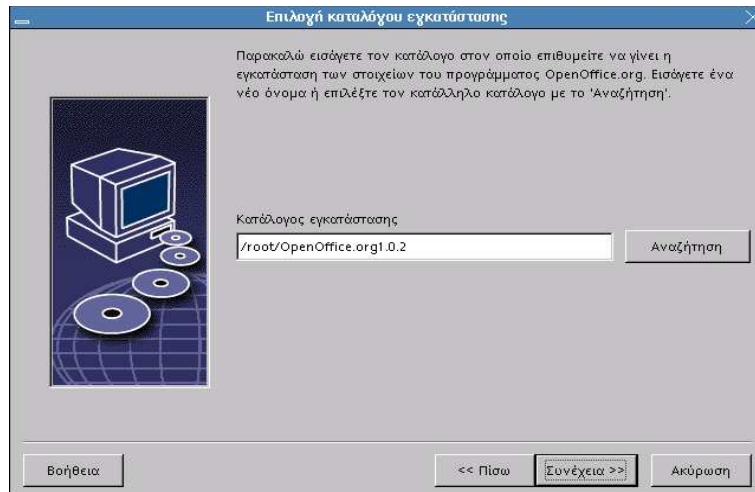 Επιλογή καταλόγου εγκατάστασης
Παρακαλώ εισάγετε τον κατάλογο στον οποίο επιθυμείτε να γίνει η
εγκατάσταση των στοιχείων του προγράμματος OpenOffice.org. Εισάγετε ένα
νέο όνομα ή επιλέξτε τον κατάλληλο κατάλογο με το 'Αναζήτηση'.
Κατάλογος εγκατάστασης
/root/OpenOffice.org1.0.2
Αναζήτηση
Βοήθεια
<< Πίσω
Συνέχεια >>
Ακύρωση